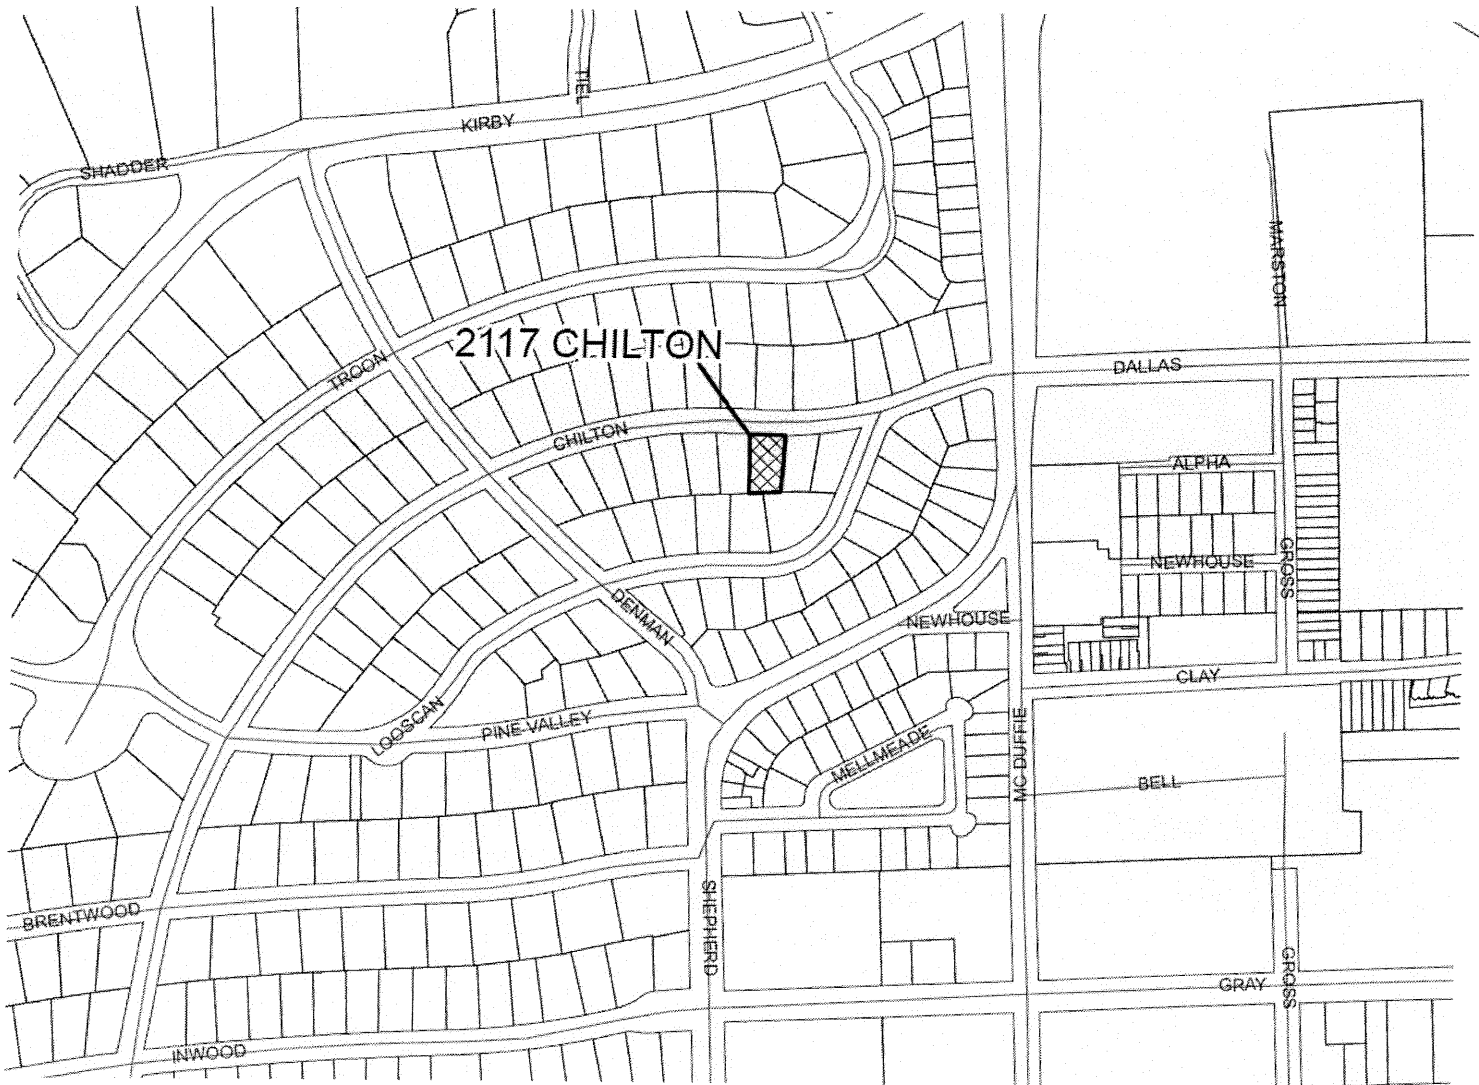 TIEL
KIRBY
SHADDER
MARSTON
2117 CHILTON
TROON
DALLAS
CHILTON
ALPHA
NEWHOUSE
GROSS
DENMAN
NEWHOUSE
CLAY
LOOSCAN
PINE VALLEY
MELLMEADE
MC DUFFIE
BELL
BRENTWOOD
SHEPHERD
GROSS
GRAY
INWOOD